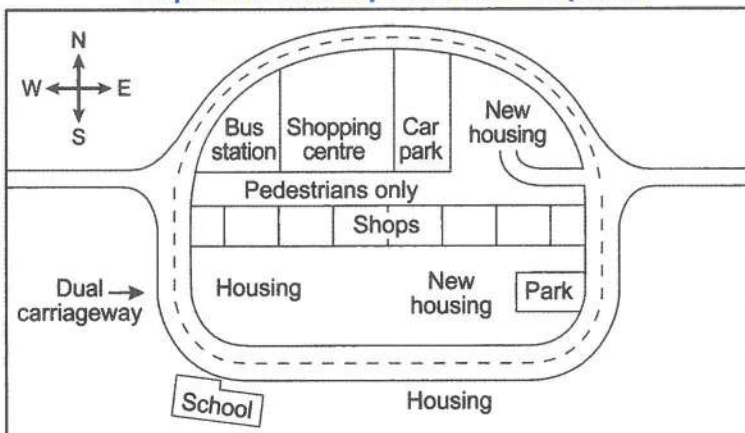 N
W E
S
Bus
station
Shopping
centre
Car
park
New
housing
Pedestrians only
Shops
Dual
carriageway
Housing
New
housing
Park
School
Housing